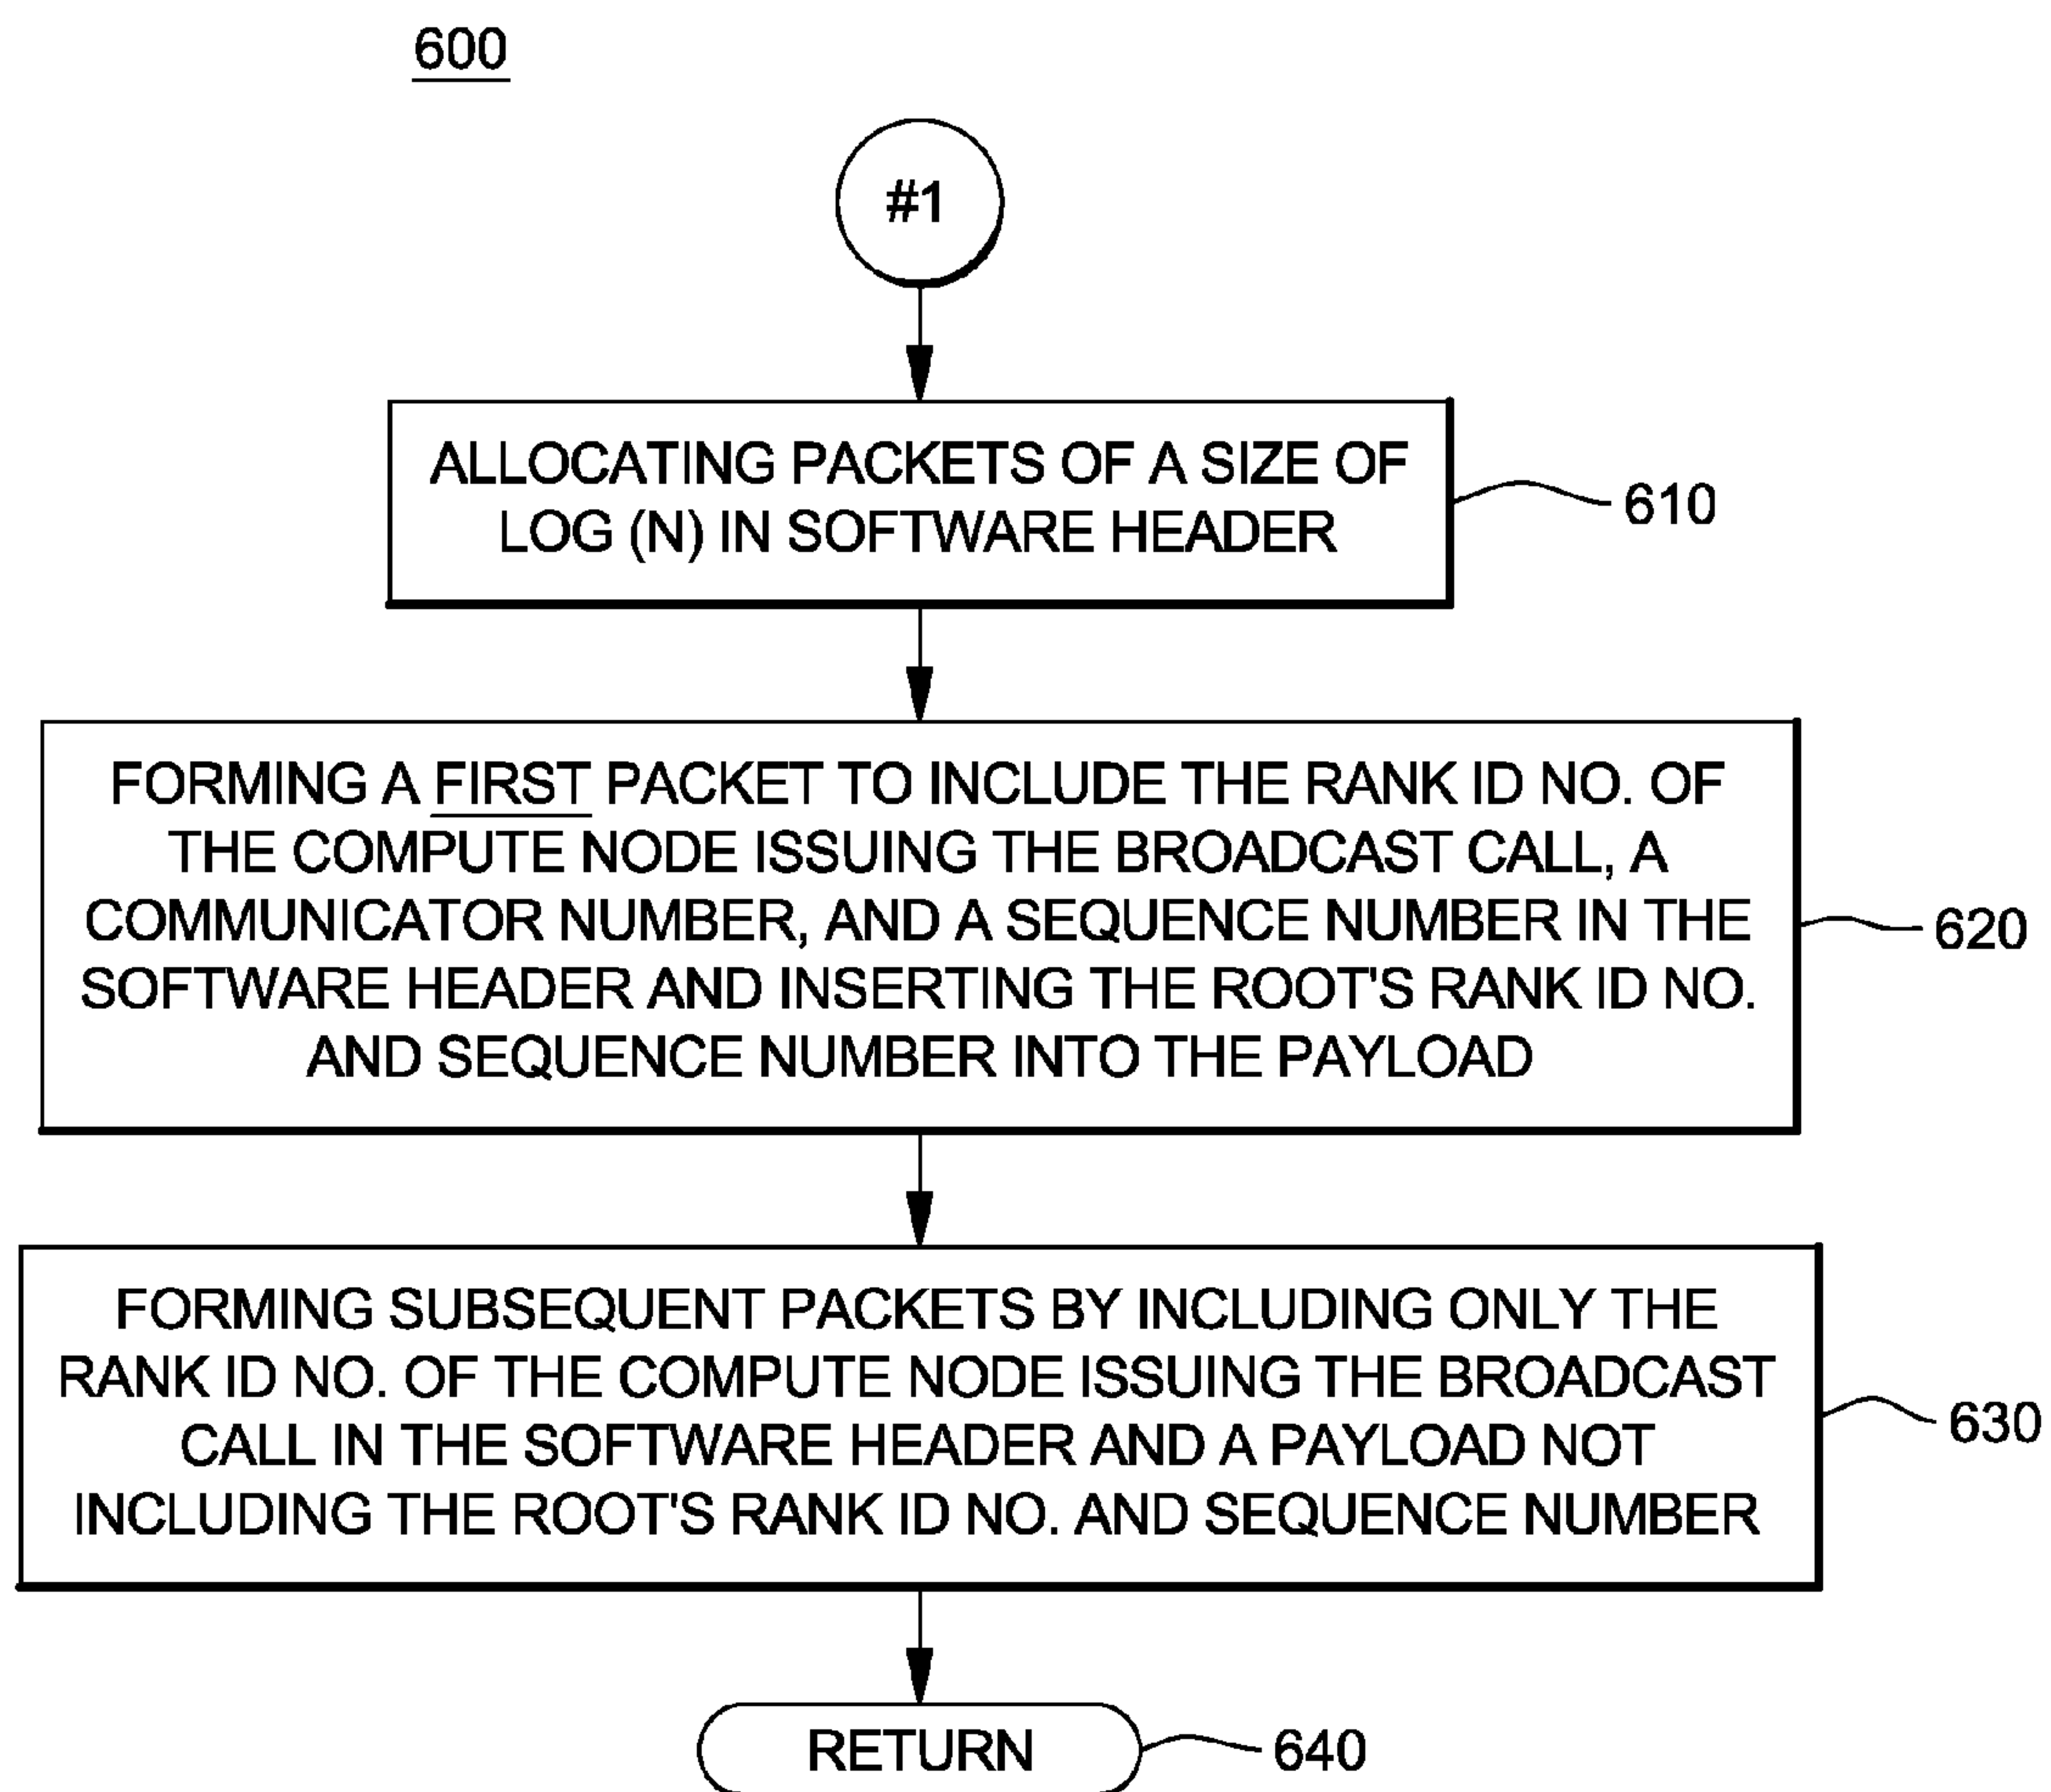 600
#1
ALLOCATING PACKETS OF A SIZE OF
LOG (N) IN SOFTWARE HEADER
610
FORMING A FIRST PACKET TO INCLUDE THE RANK ID NO. OF
THE COMPUTE NODE ISSUING THE BROADCAST CALL, A
COMMUNICATOR NUMBER, AND A SEQUENCE NUMBER IN THE
SOFTWARE HEADER AND INSERTING THE ROOT'S RANK ID NO.
AND SEQUENCE NUMBER INTO THE PAYLOAD
620
FORMING SUBSEQUENT PACKETS BY INCLUDING ONLY THE
RANK ID NO. OF THE COMPUTE NODE ISSUING THE BROADCAST
CALL IN THE SOFTWARE HEADER AND A PAYLOAD NOT
INCLUDING THE ROOT'S RANK ID NO. AND SEQUENCE NUMBER
630
RETURN
640